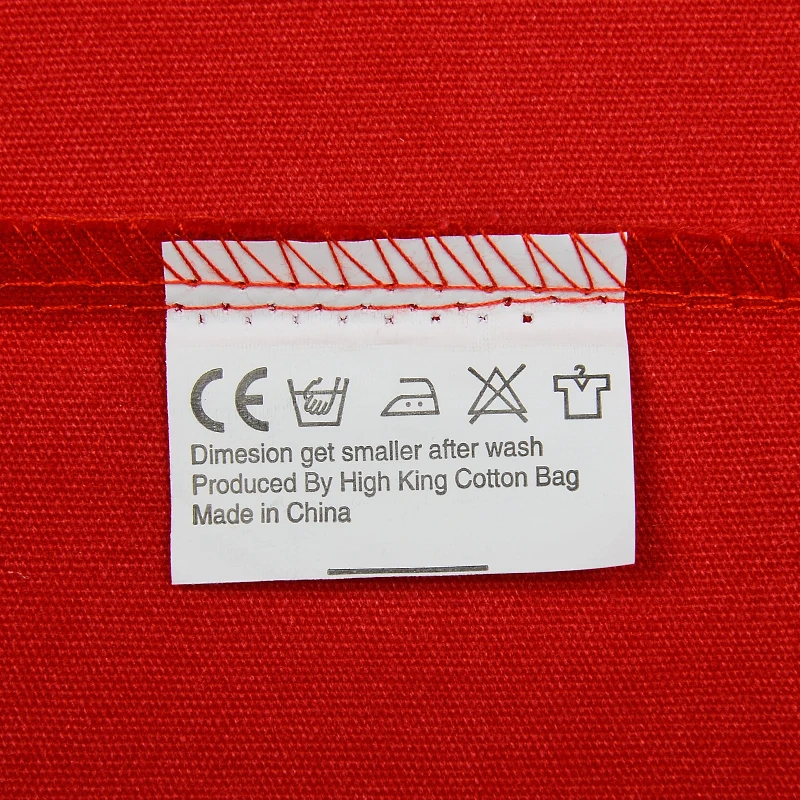 CE
Dimesion get smaller after wash
Produced By High King Cotton Bag
Made in China